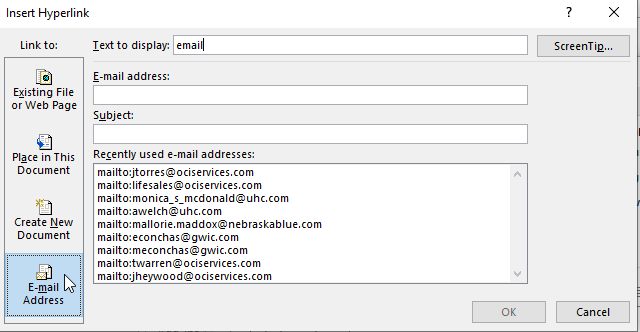 Insert Hyperlink ? ×
Link to:
Text to display: email
ScreenTip...
Existing File
or Web Page
Place in This
Document
Create New
Document
E-mail
Address
E-mail address:
Subject:
Recently used e-mail addresses:
mailto:jtorres@ociservices.com
mailto:lifesales@ociservices.com
mailto:monica_s_mcdonald@uhc.com
mailto:awelch@uhc.com
mailto:mallorie.maddox@nebraskablue.com
mailto:econchas@gwic.com
mailto:meconchas@gwic.com
mailto:twarren@ociservices.com
mailto:jheywood@ociservices.com
OK
Cancel